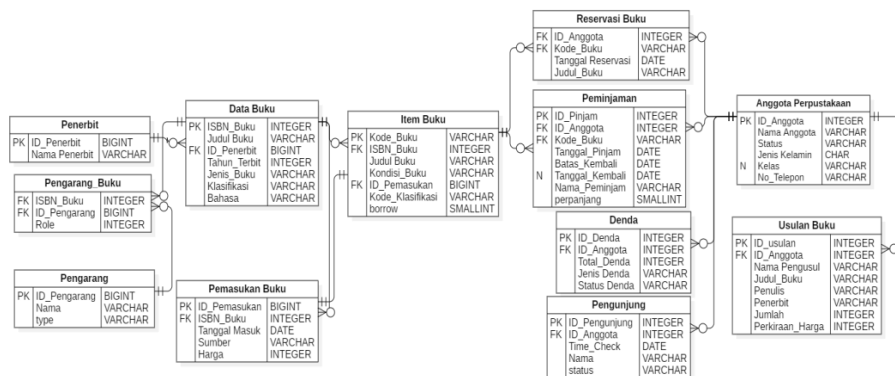 Reservasi Buku
FK ID_Anggota INTEGER
FK Kode_Buku VARCHAR
Tanggal Reservasi DATE
Judul_Buku VARCHAR
Data Buku
PK ISBN_Buku INTEGER
Judul Buku VARCHAR
FK ID_Penerbit BIGINT
Tahun_Terbit INTEGER
Jenis_Buku VARCHAR
Klasifikasi VARCHAR
Bahasa VARCHAR
Item Buku
PK Kode_Buku VARCHAR
FK ISBN_Buku INTEGER
Judul Buku VARCHAR
Kondisi_Buku VARCHAR
FK ID_Pemasukan BIGINT
Kode_Klasifikasi VARCHAR
borrow SMALLINT
Peminjaman
PK ID_Pinjam INTEGER
FK ID_Anggota INTEGER
FK Kode_Buku VARCHAR
Tanggal_Pinjam DATE
Batas_Kembali DATE
N Tanggal_Kembali DATE
Nama_Peminjam VARCHAR
perpanjang SMALLINT
Anggota Perpustakaan
PK ID_Anggota INTEGER
Nama Anggota VARCHAR
Status VARCHAR
Jenis Kelamin CHAR
N Kelas VARCHAR
No_Telepon VARCHAR
Penerbit
PK ID_Penerbit BIGINT
Nama Penerbit VARCHAR
Pengarang_Buku
FK ISBN_Buku INTEGER
FK ID_Pengarang BIGINT
Role INTEGER
Pengarang
PK ID_Pengarang BIGINT
Nama VARCHAR
type VARCHAR
Pemasukan Buku
PK ID_Pemasukan BIGINT
FK ISBN_Buku INTEGER
Tanggal Masuk DATE
Sumber VARCHAR
Harga INTEGER
Denda
PK ID_Denda INTEGER
FK ID_Anggota INTEGER
Total_Denda INTEGER
Jenis Denda VARCHAR
Status Denda VARCHAR
Usulan Buku
PK ID_usulan INTEGER
FK ID_Anggota INTEGER
Nama Pengusul VARCHAR
Judul_Buku VARCHAR
Penulis VARCHAR
Penerbit VARCHAR
Jumlah INTEGER
Perkiraan_Harga INTEGER
Pengunjung
PK ID_Pengunjung INTEGER
FK ID_Anggota INTEGER
Time_Check DATE
Nama VARCHAR
status VARCHAR